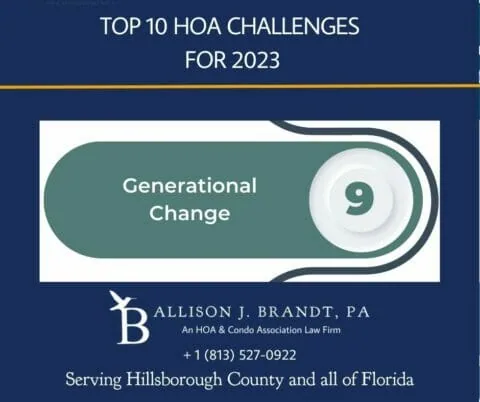 TOP 10 HOA CHALLENGES
FOR 2023
Generational
Change
9
B
ALLISON J. BRANDT, PA
An HOA & Condo Association Law Firm
+ 1 (813) 527-0922
Serving Hillsborough County and all of Florida